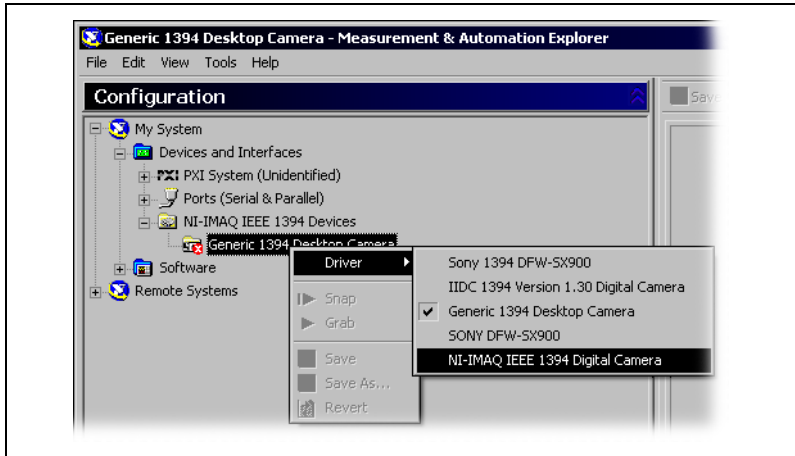 Generic 1394 Desktop Camera - Measurement & Automation Explorer
File Edit View Tools Help
Configuration
Save
My System
Devices and Interfaces
PXI PXI System (Unidentified)
Ports (Serial & Parallel)
NI-IMAQ IEEE 1394 Devices
Generic 1394 Desktop Camera
Software
Remote Systems
Driver
Snap
Grab
Save
Save As...
Revert
Sony 1394 DFW-SX900
IIDC 1394 Version 1.30 Digital Camera
Generic 1394 Desktop Camera
SONY DFW-SX900
NI-IMAQ IEEE 1394 Digital Camera